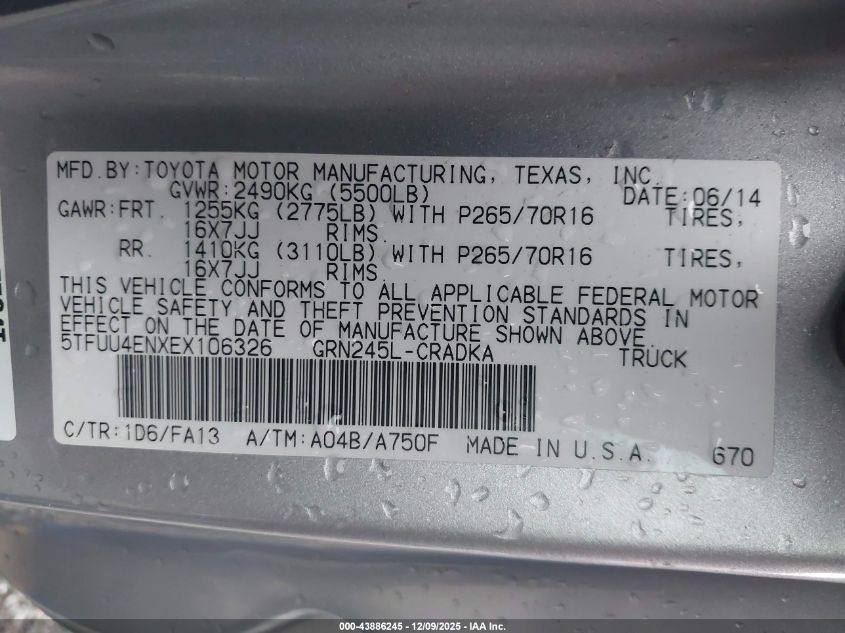 MFD.BY:TOYOTA MOTOR MANUFACTURING, TEXAS, INC.
GVWR:2490KG (5500LB) DATE:06/14
GAWR:FRT. 1255KG (2775LB) WITH P265/70R16 TIRES,
16X7JJ RIMS.
RR. 1410KG (3110LB) WITH P265/70R16 TIRES,
16X7JJ RIMS
THIS VEHICLE CONFORMS TO ALL APPLICABLE FEDERAL MOTOR
VEHICLE SAFETY AND THEFT PREVENTION STANDARDS IN
EFFECT ON THE DATE OF MANUFACTURE SHOWN ABOVE.
5TFUU4ENXEX106326 GRN245L-CRADKA TRUCK
C/TR:1D6/FA13 A/TM:A04B/A750F MADE IN U.S.A. 670
000-43886245 - 12/09/2025 - IAA Inc.